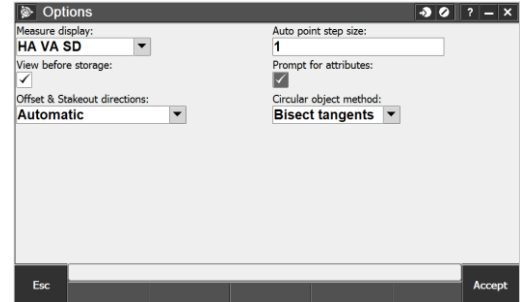 Options
? – ×
Measure display:
HA VA SD
Auto point step size:
1
View before storage:
Prompt for attributes:
Offset & Stakeout directions:
Automatic
Circular object method:
Bisect tangents
Esc
Accept